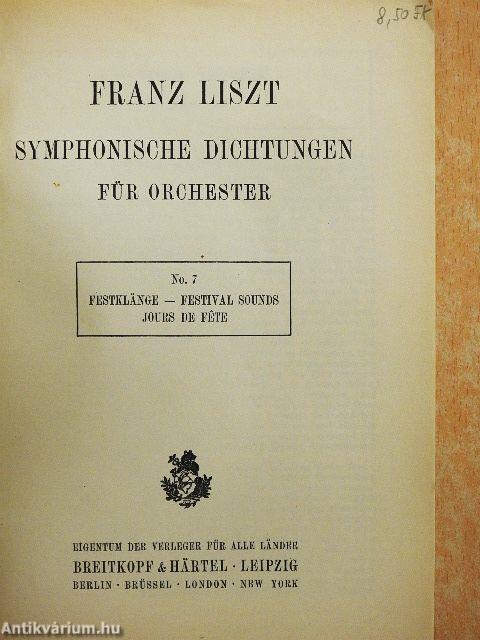 8,50 Ft
FRANZ LISZT
SYMPHONISCHE DICHTUNGEN
FÜR ORCHESTER
No. 7
FESTKLÄNGE — FESTIVAL SOUNDS
JOURS DE FÊTE
EIGENTUM DER VERLEGER FÜR ALLE LÄNDER
BREITKOPF & HÄRTEL · LEIPZIG
BERLIN · BRÜSSEL · LONDON · NEW YORK
Antikvárium.hu